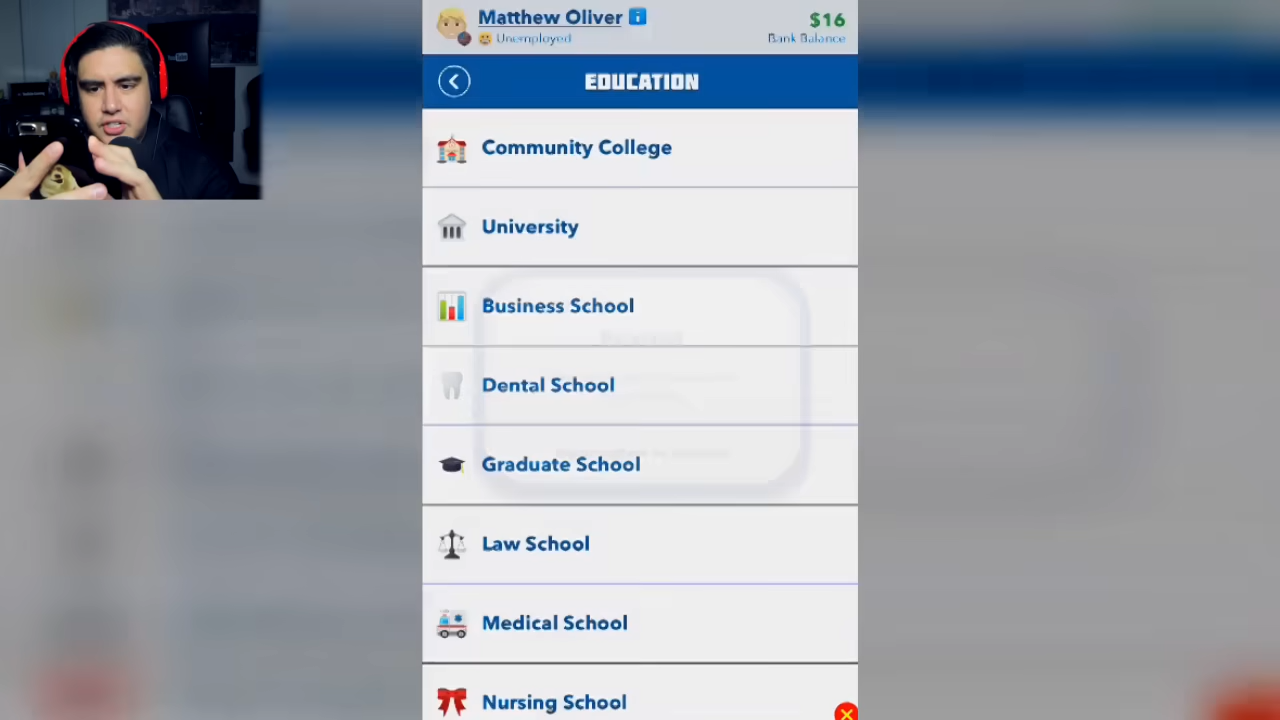 Matthew Oliver
$16
Unemployed
Bank Balance
EDUCATION
Community College
University
Business School
Dental School
Graduate School
Law School
Medical School
Nursing School